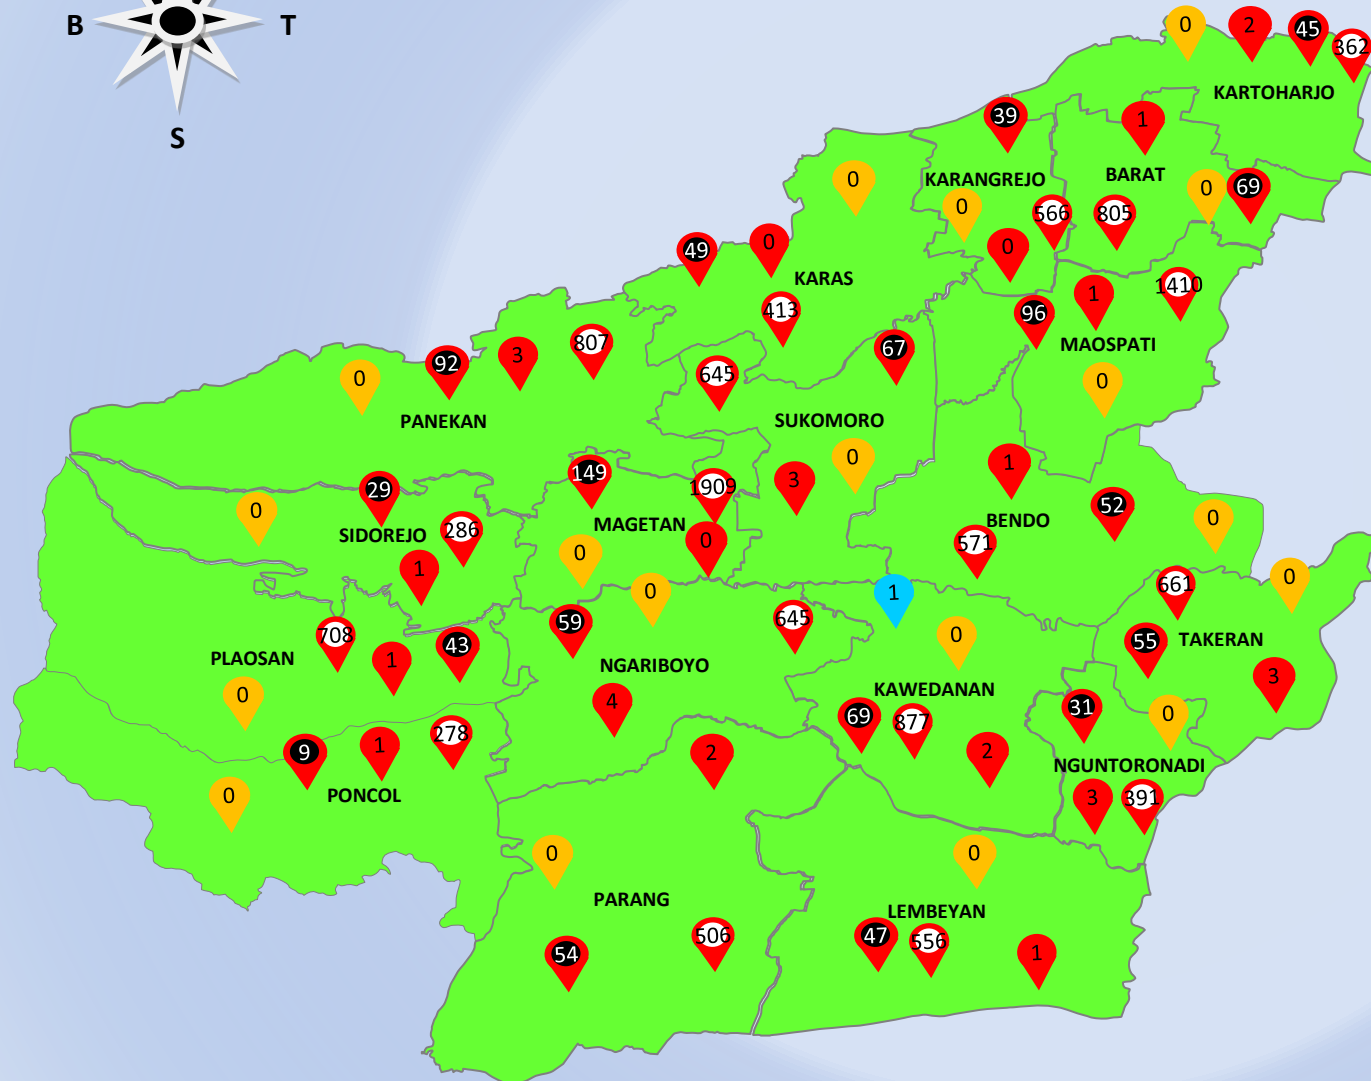 B T
S
0 2 45 362
KARTOHARJO
39 1
0 KARANGREJO BARAT
0 566 805 0 69
49 0 0
KARAS 1410
413 96 1
67 MAOSPATI
807
92 3 645 0
0
PANEKAN SUKOMORO
0 1
149 1909 3
29 52
0 MAGETAN BENDO 0
SIDOREJO 286 0 571
0
1 0 1 661 0
59 645 0
708 43 55 TAKERAN
PLAOSAN 1 NGARIBOYO
0 4 KAWEDANAN 3
69 877 31 0
278 2 2
9 1 NGUNTORONADI
0 PONCOL 3 391
0 0
PARANG LEMBEYAN
506 47 556
54 1